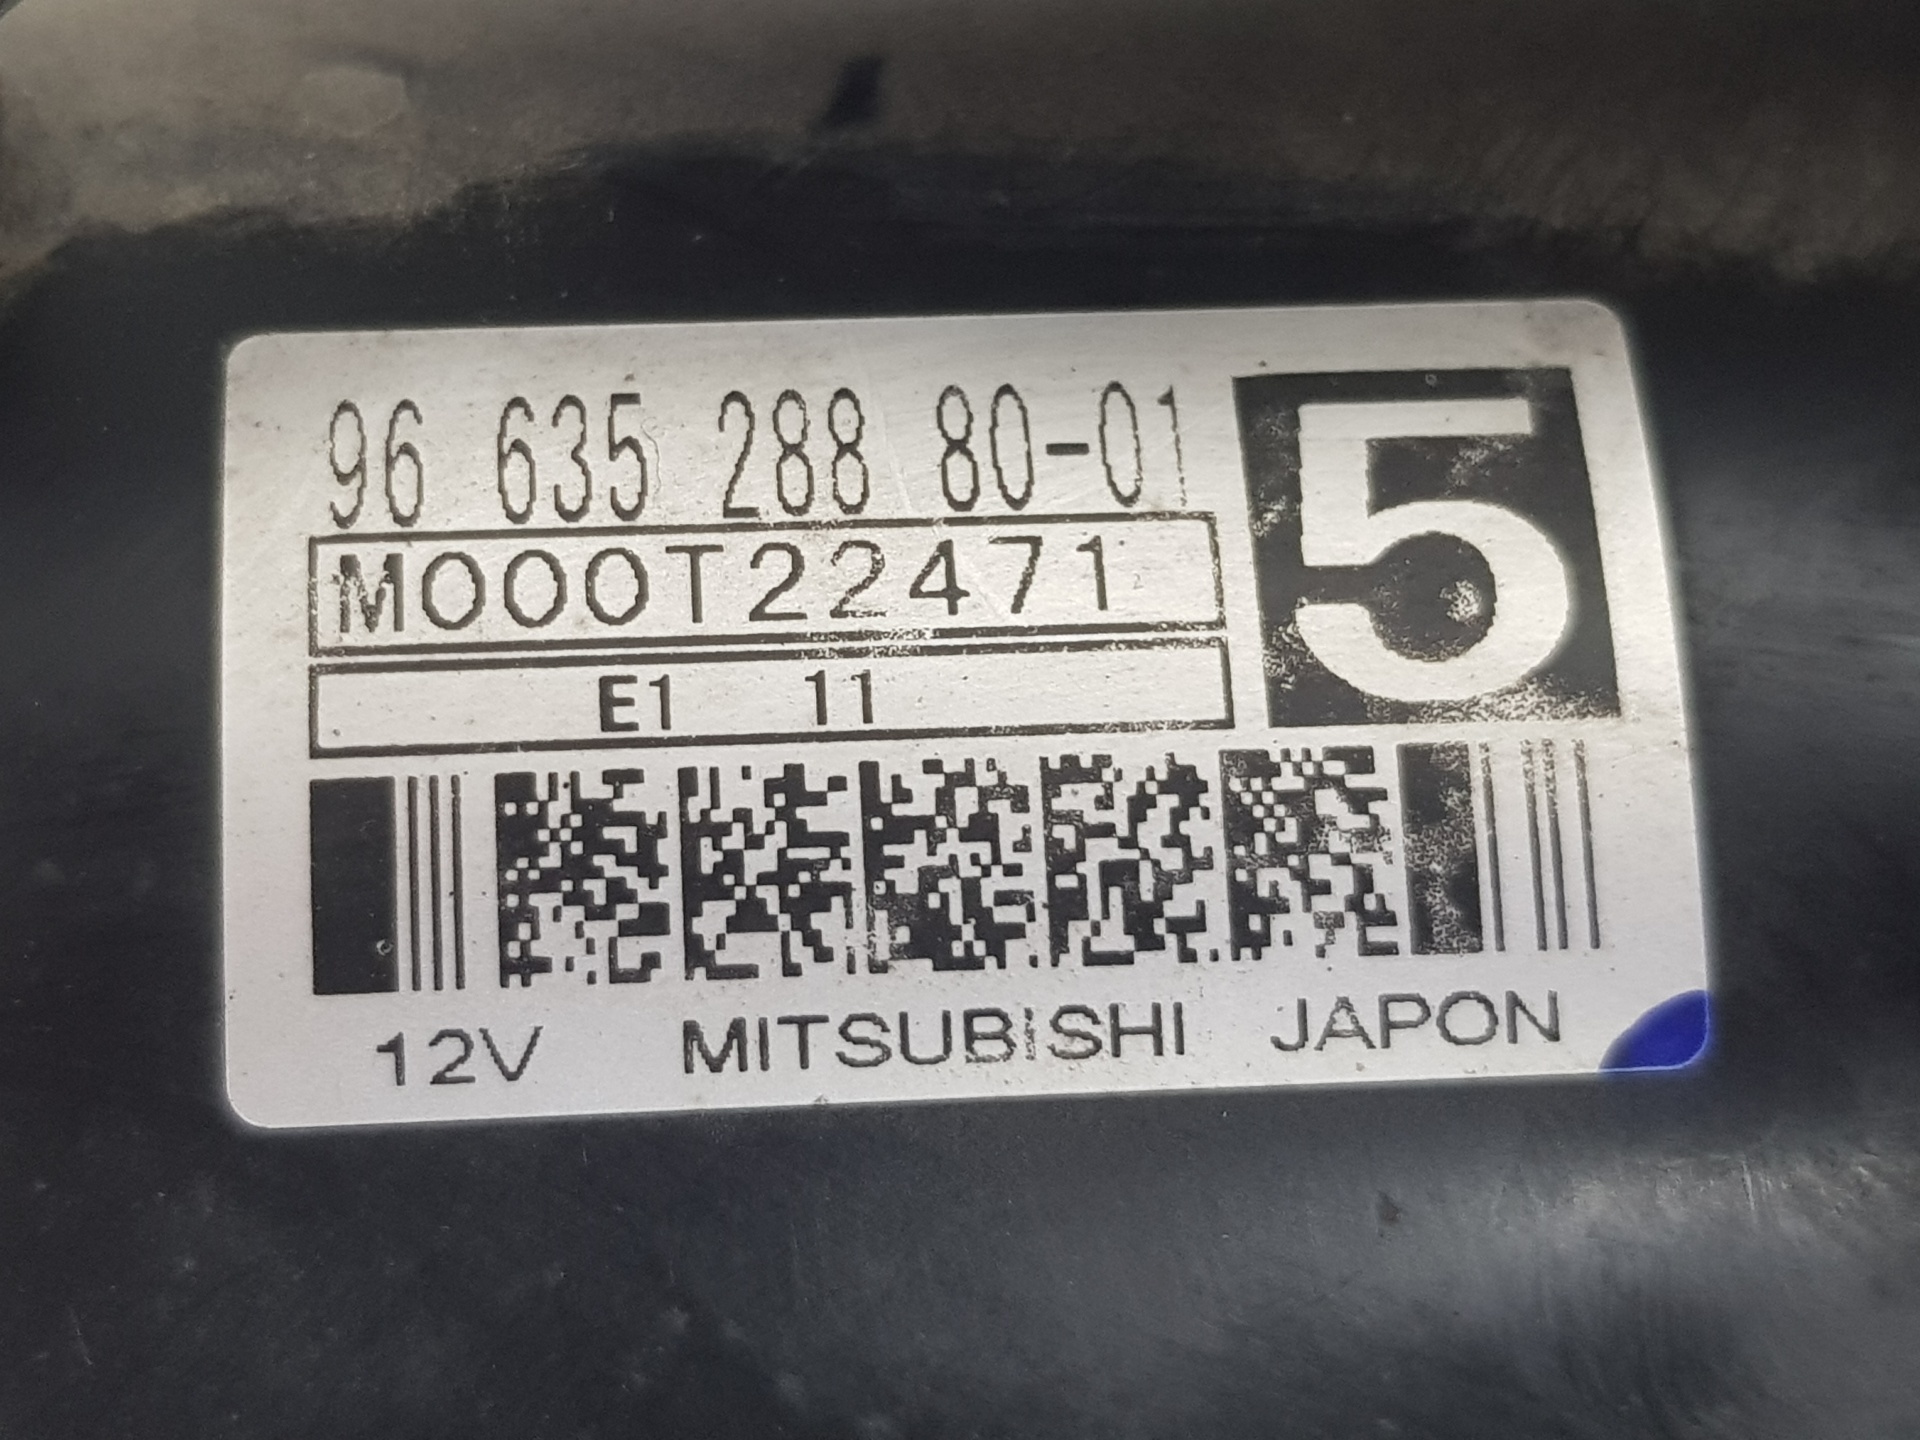 96 635 288 80-01
5
M000T22471
E1 11
12V MITSUBISHI JAPON